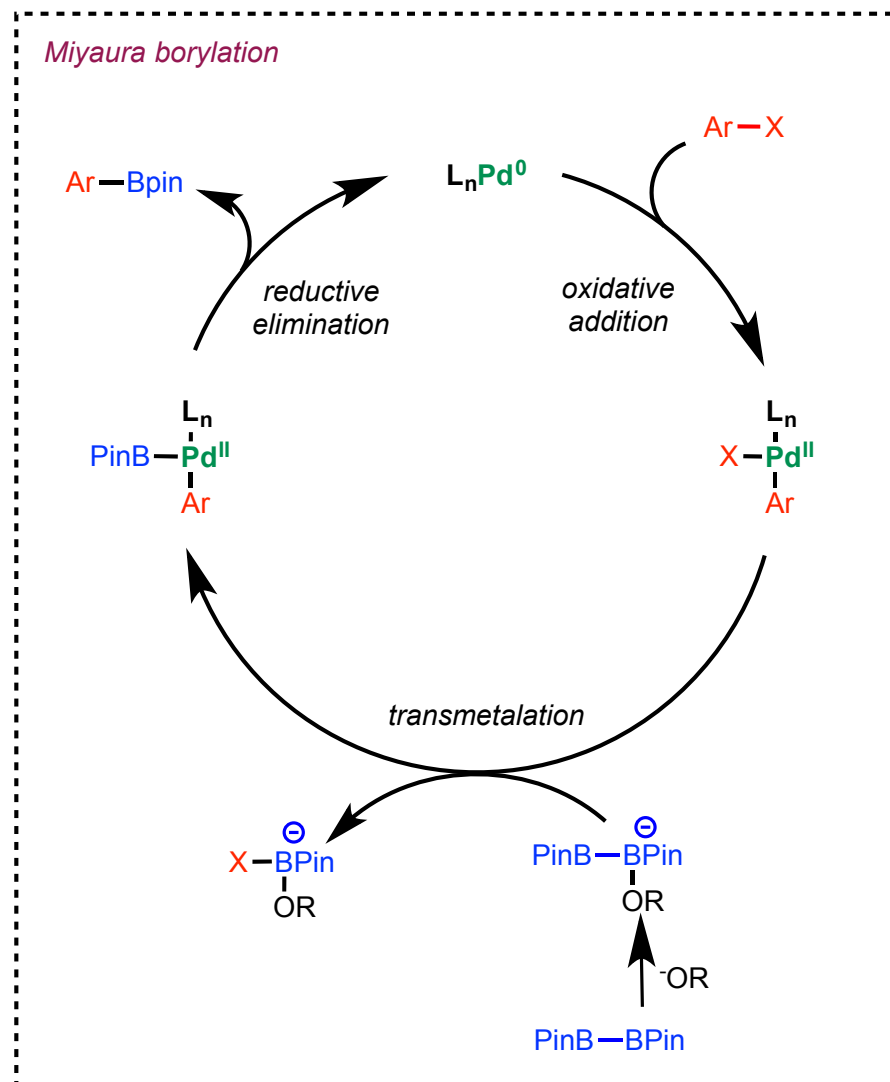 Miyaura borylation
Ar—X
Ar—Bpin
LₙPd⁰
reductive
elimination
oxidative
addition
Lₙ
PinB—Pdᴵᴵ
Ar
Lₙ
X—Pdᴵᴵ
Ar
transmetalation
⊖
X—BPin
OR
⊖
PinB—BPin
OR
⁻OR
PinB—BPin